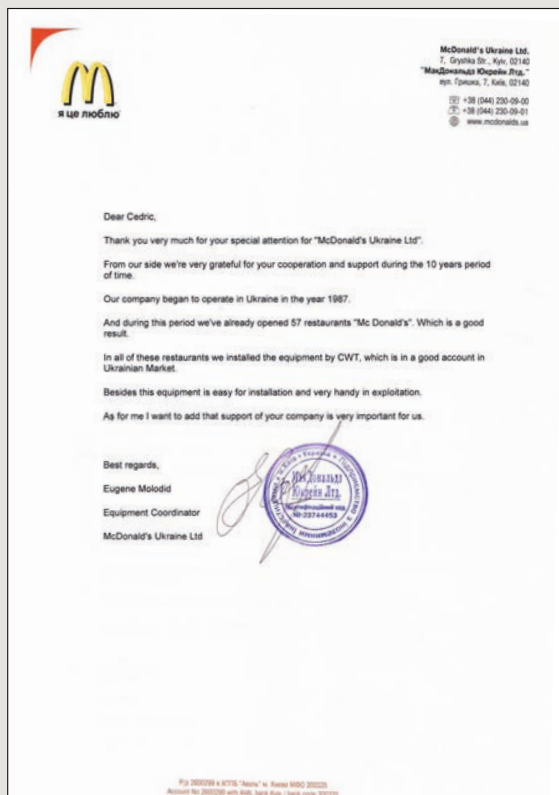 я це люблю
McDonald's Ukraine Ltd.
7, Gryshka Str., Kyiv, 02140
"МакДональдз Юкрейн Лтд."
вул. Гришка, 7, Київ, 02140
+38 (044) 230-09-00
+38 (044) 230-09-01
www.mcdonalds.ua
Dear Cedric,
Thank you very much for your special attention for "McDonald's Ukraine Ltd".
From our side we're very grateful for your cooperation and support during the 10 years period
of time.
Our company began to operate in Ukraine in the year 1987.
And during this period we've already opened 57 restaurants "Mc Donald's". Which is a good
result.
In all of these restaurants we installed the equipment by CWT, which is in a good account in
Ukrainian Market.
Besides this equipment is easy for installation and very handy in exploitation.
As for me I want to add that support of your company is very important for us.
Best regards,
Eugene Molodid
Equipment Coordinator
McDonald's Ukraine Ltd
МакДональдз
Юкрейн Лтд.
Ідентифікаційний код
№ 23744453